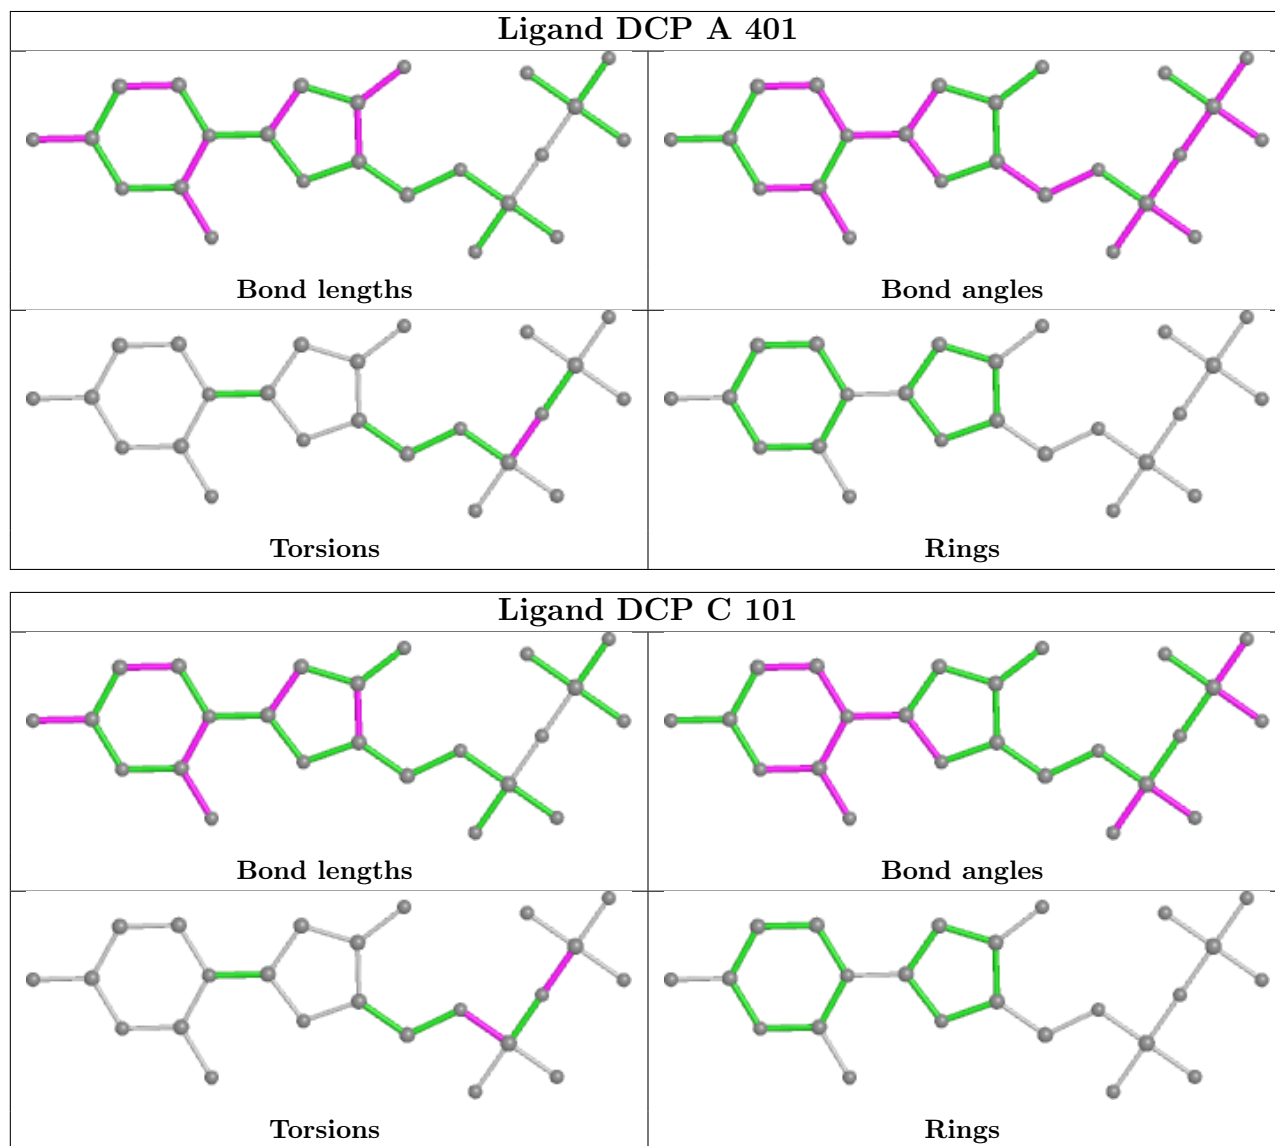 Ligand DCP A 401
Bond lengths
Bond angles
Torsions
Rings
Ligand DCP C 101
Bond lengths
Bond angles
Torsions
Rings